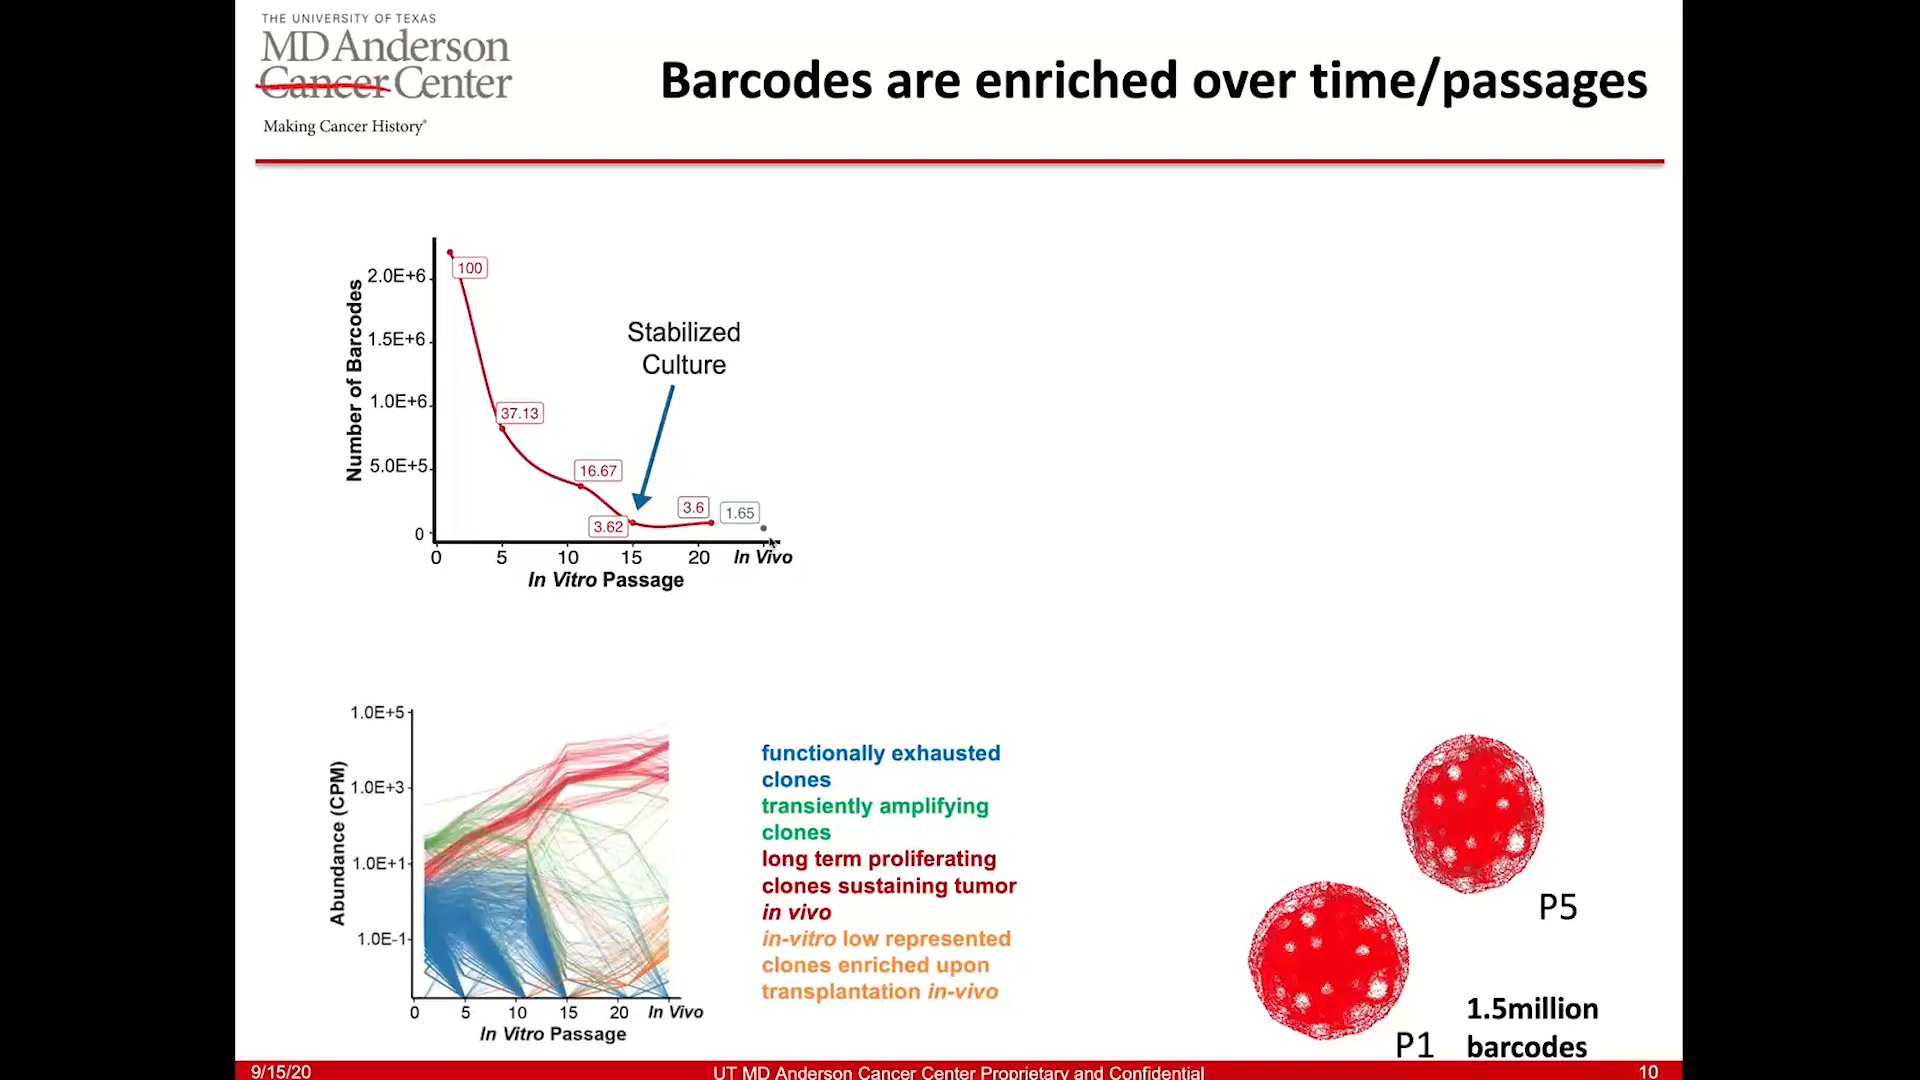 THE UNIVERSITY OF TEXAS
MD Anderson
Cancer Center
Making Cancer History®
Barcodes are enriched over time/passages
Number of Barcodes
2.0E+6
1.5E+6
1.0E+6
5.0E+5
0
100
37.13
16.67
3.62
3.6
1.65
Stabilized
Culture
0 5 10 15 20 In Vivo
In Vitro Passage
Abundance (CPM)
1.0E+5
1.0E+3
1.0E+1
1.0E-1
0 5 10 15 20 In Vivo
In Vitro Passage
functionally exhausted
clones
transiently amplifying
clones
long term proliferating
clones sustaining tumor
in vivo
in-vitro low represented
clones enriched upon
transplantation in-vivo
P5
P1
1.5million
barcodes
9/15/20
UT MD Anderson Cancer Center Proprietary and Confidential
10